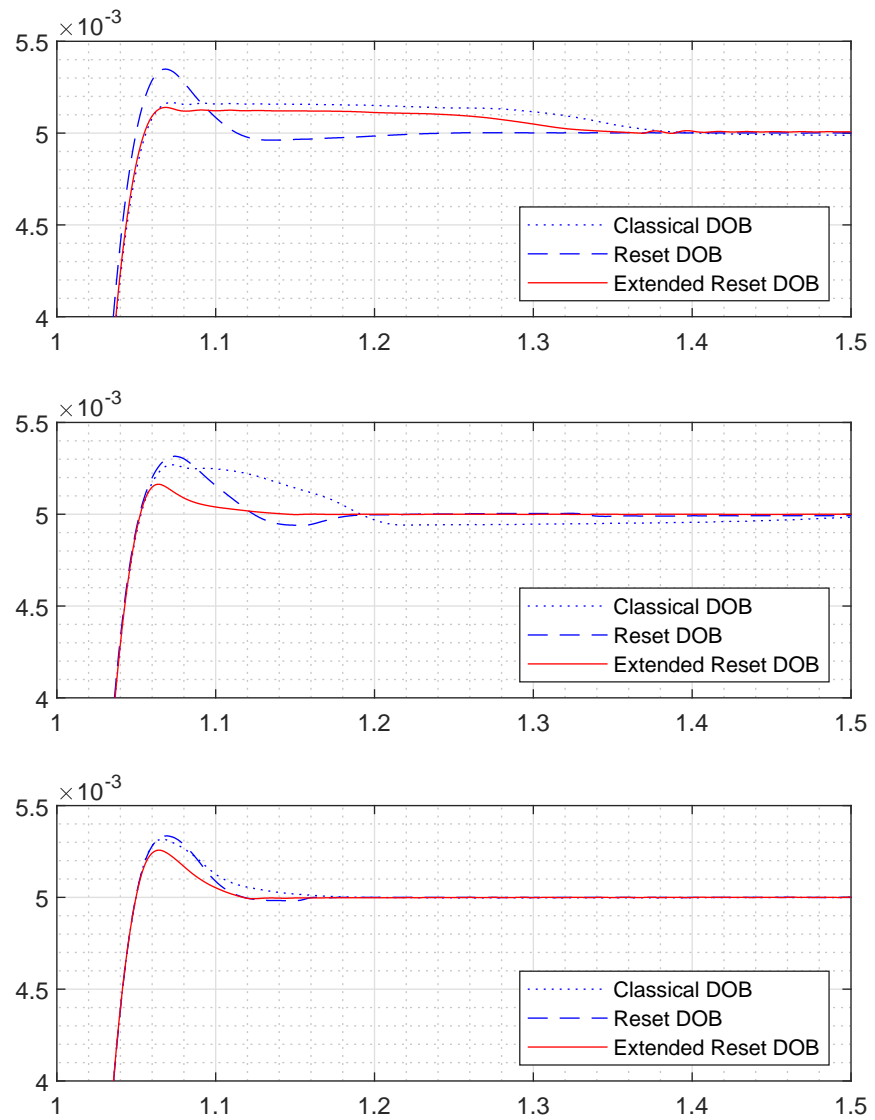 × 10-3
5.5
5
4.5
4
Classical DOB
Reset DOB
Extended Reset DOB
1 1.1 1.2 1.3 1.4 1.5
× 10-3
5.5
5
4.5
4
Classical DOB
Reset DOB
Extended Reset DOB
1 1.1 1.2 1.3 1.4 1.5
× 10-3
5.5
5
4.5
4
Classical DOB
Reset DOB
Extended Reset DOB
1 1.1 1.2 1.3 1.4 1.5